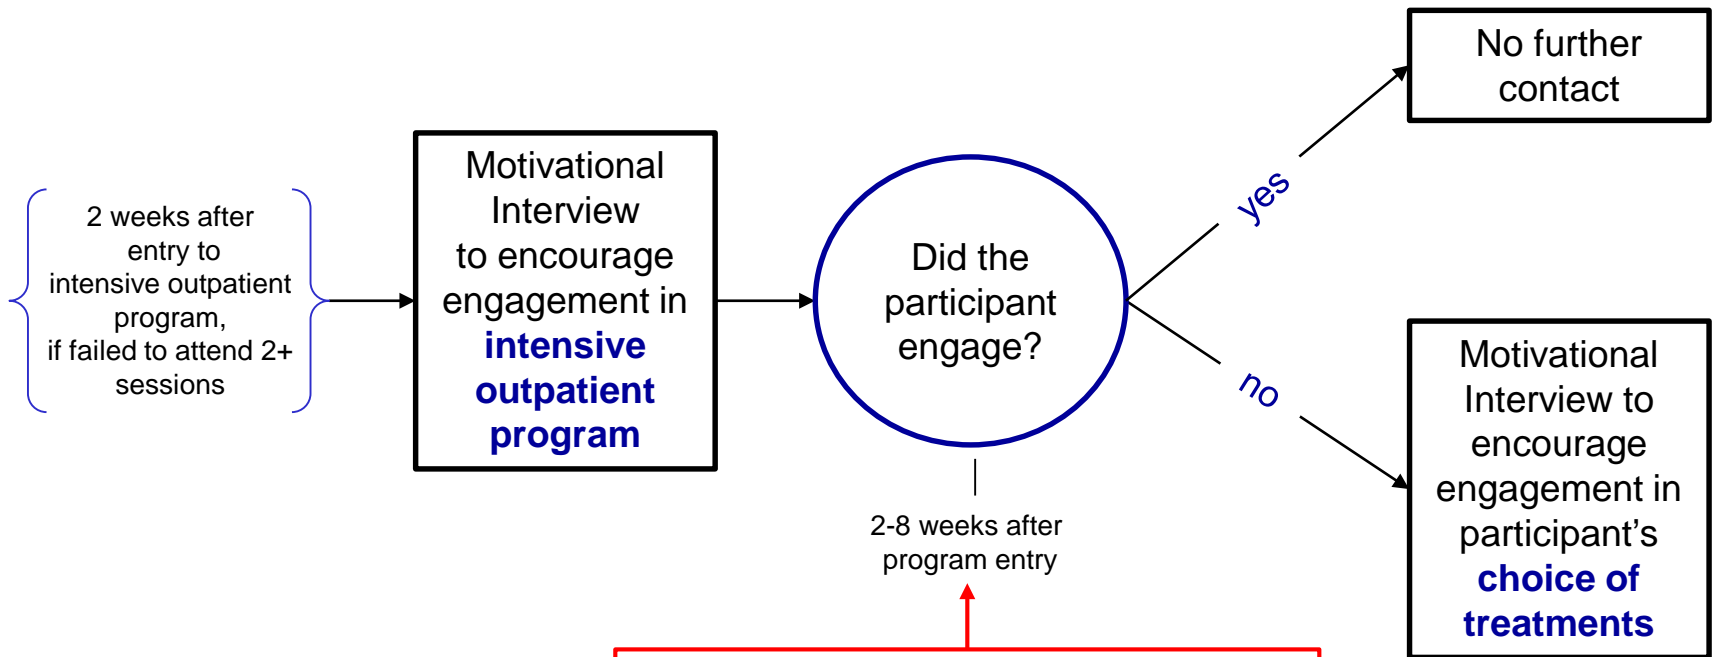 2 weeks after
entry to
intensive outpatient
program,
if failed to attend 2+
sessions
Motivational
Interview
to encourage
engagement in
intensive
outpatient
program
Did the
participant
engage?
2-8 weeks after
program entry
yes
No further
contact
no
Motivational
Interview to
encourage
engagement in
participant’s
choice of
treatments